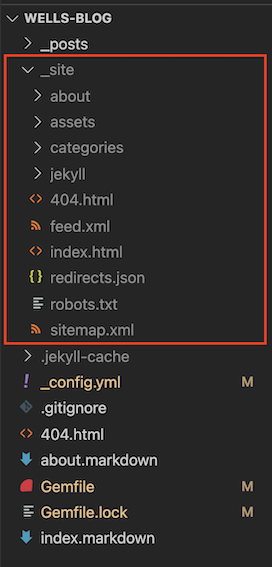 WELLS-BLOG
_posts
_site
about
assets
categories
jekyll
404.html
feed.xml
index.html
redirects.json
robots.txt
sitemap.xml
.jekyll-cache
_config.yml M
.gitignore
404.html
about.markdown
Gemfile M
Gemfile.lock M
index.markdown